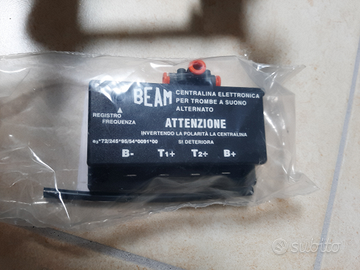 BEAM
CENTRALINA ELETTRONICA
PER TROMBE A SUONO
ALTERNATO
REGISTRO
FREQUENZA
ATTENZIONE
INVERTENDO LA POLARITÀ LA CENTRALINA
SI DETERIORA
B- T1+ T2+ B+
subito